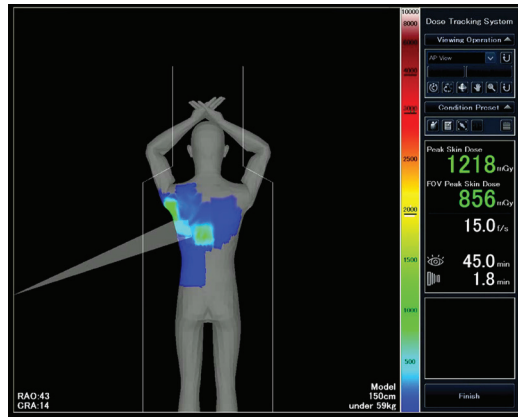 Dose Tracking System
Viewing Operation
AP View
Condition Preset
Peak Skin Dose
1218 mGy
FOV Peak Skin Dose
856 mGy
15.0 f/s
45.0 min
1.8 min
Finish
10000
8000
6000
4000
3000
2500
2000
1500
1000
500
RAO:43
CRA:14
Model
150cm
under 59kg